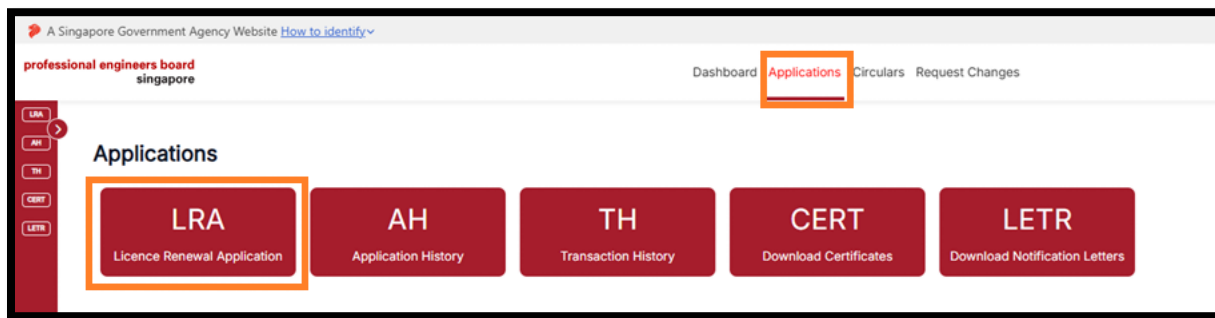 A Singapore Government Agency Website How to identify
professional engineers board
singapore
Dashboard Applications Circulars Request Changes
LRA
AH
TH
CERT
LETR
Applications
LRA
Licence Renewal Application
AH
Application History
TH
Transaction History
CERT
Download Certificates
LETR
Download Notification Letters